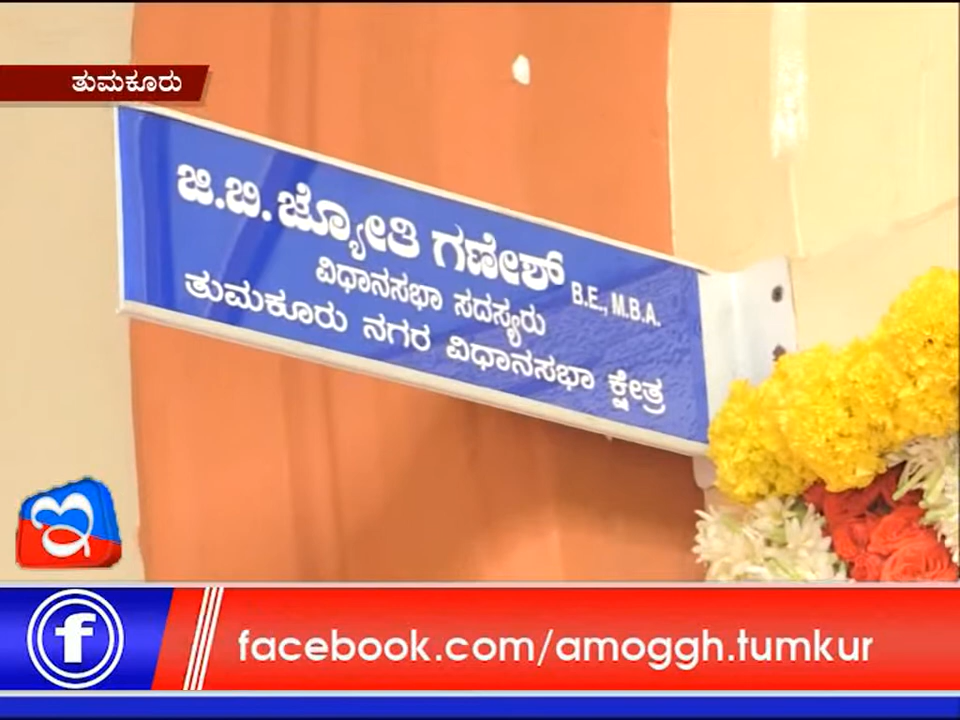 ತುಮಕೂರು
ಜಿ.ಬಿ. ಜ್ಯೋತಿ ಗಣೇಶ್ B.E., M.B.A.
ವಿಧಾನಸಭಾ ಸದಸ್ಯರು
ತುಮಕೂರು ನಗರ ವಿಧಾನಸಭಾ ಕ್ಷೇತ್ರ
ಇ
f
facebook.com/amoggh.tumkur